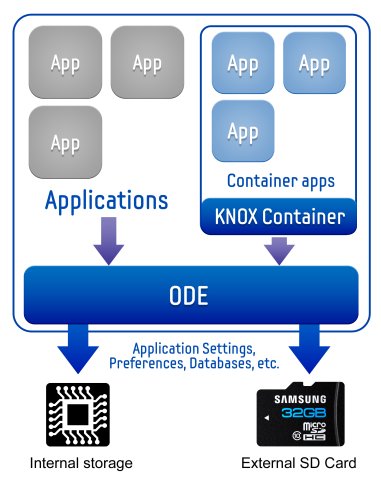 App
App
App
Applications
App
App
App
Container apps
KNOX Container
ODE
Application Settings,
Preferences, Databases, etc.
SAMSUNG
32GB
micro
SD
HC
Internal storage
External SD Card